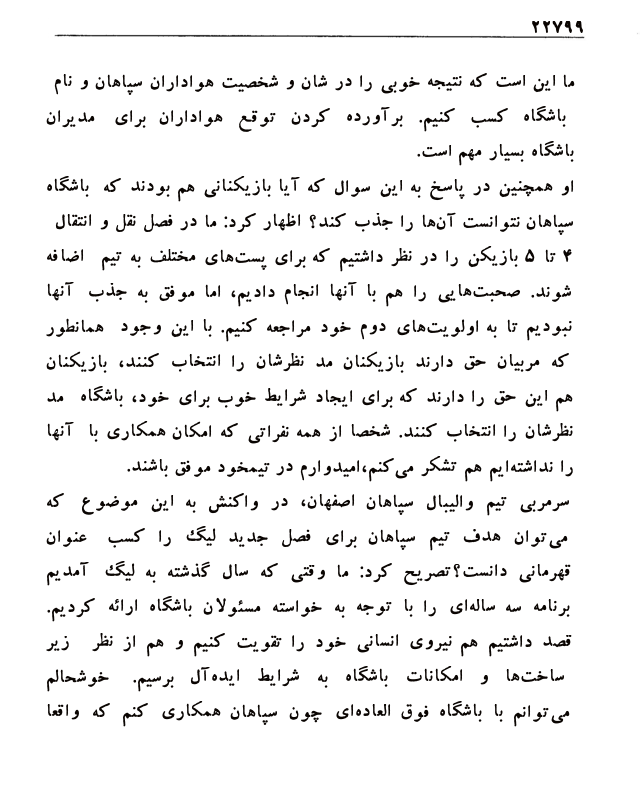 ۲۲۷۹۹
ما این است که نتیجه خوبی را در شان و شخصیت هواداران سپاهان و نام
باشگاه کسب کنیم. برآورده کردن توقع هواداران برای مدیران
باشگاه بسیار مهم است.
او همچنین در پاسخ به این سوال که آیا بازیکنانی هم بودند که باشگاه
سپاهان نتوانست آن‌ها را جذب کند؟ اظهار کرد: ما در فصل نقل و انتقال
۴ تا ۵ بازیکن را در نظر داشتیم که برای پست‌های مختلف به تیم اضافه
شوند. صحبت‌هایی را هم با آنها انجام دادیم، اما موفق به جذب آنها
نبودیم تا به اولویت‌های دوم خود مراجعه کنیم. با این وجود همانطور
که مربیان حق دارند بازیکنان مد نظرشان را انتخاب کنند، بازیکنان
هم این حق را دارند که برای ایجاد شرایط خوب برای خود، باشگاه مد
نظرشان را انتخاب کنند. شخصا از همه نفراتی که امکان همکاری با آنها
را نداشته‌ایم هم تشکر می‌کنم،امیدوارم در تیمخود موفق باشند.
سرمربی تیم والیبال سپاهان اصفهان، در واکنش به این موضوع که
می‌توان هدف تیم سپاهان برای فصل جدید لیگ را کسب عنوان
قهرمانی دانست؟تصریح کرد: ما وقتی که سال گذشته به لیگ آمدیم
برنامه سه ساله‌ای را با توجه به خواسته مسئولان باشگاه ارائه کردیم.
قصد داشتیم هم نیروی انسانی خود را تقویت کنیم و هم از نظر زیر
ساخت‌ها و امکانات باشگاه به شرایط ایده‌آل برسیم. خوشحالم
می‌توانم با باشگاه فوق العاده‌ای چون سپاهان همکاری کنم که واقعا